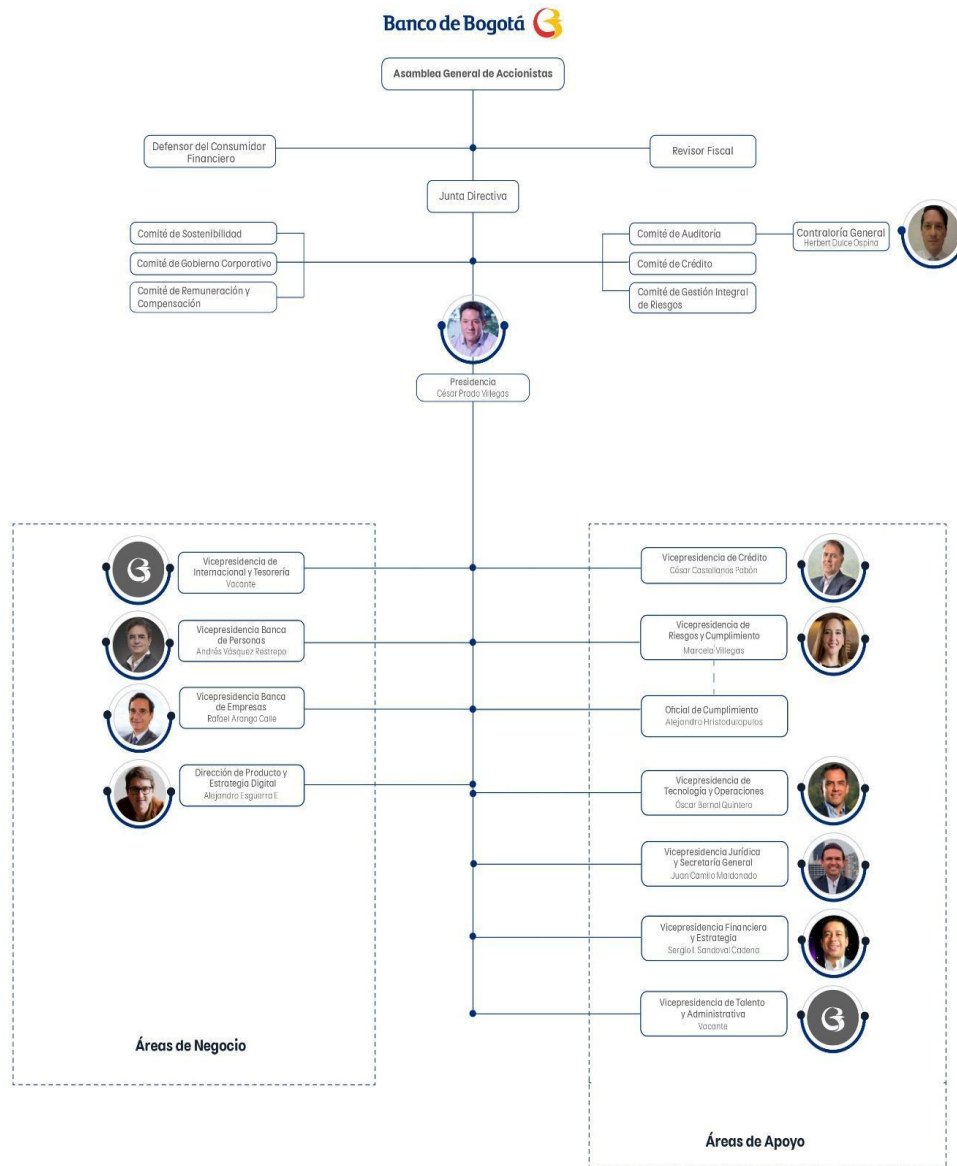 Banco de Bogotá
Asamblea General de Accionistas
Defensor del Consumidor
Financiero
Revisor Fiscal
Junta Directiva
Comité de Sostenibilidad
Comité de Gobierno Corporativo
Comité de Remuneración y
Compensación
Comité de Auditoría
Comité de Crédito
Comité de Gestión Integral
de Riesgos
Contraloría General
Herbert Dulce Ospina
Presidencia
César Prado Villegas
Vicepresidencia de
Internacional y Tesorería
Vacante
Vicepresidencia Banca
de Personas
Andrés Vásquez Restrepo
Vicepresidencia Banca
de Empresas
Rafael Arango Calle
Dirección de Producto y
Estrategia Digital
Alejandro Esguerra E
Áreas de Negocio
Vicepresidencia de Crédito
César Castellanos Pabón
Vicepresidencia de
Riesgos y Cumplimiento
Marcela Villegas
Oficial de Cumplimiento
Alejandro Hristodulopulos
Vicepresidencia de
Tecnología y Operaciones
Óscar Bernal Quintero
Vicepresidencia Jurídica
y Secretaría General
Juan Camilo Maldonado
Vicepresidencia Financiera
y Estrategia
Sergio I. Sandoval Cadena
Vicepresidencia de Talento
y Administrativa
Vacante
Áreas de Apoyo